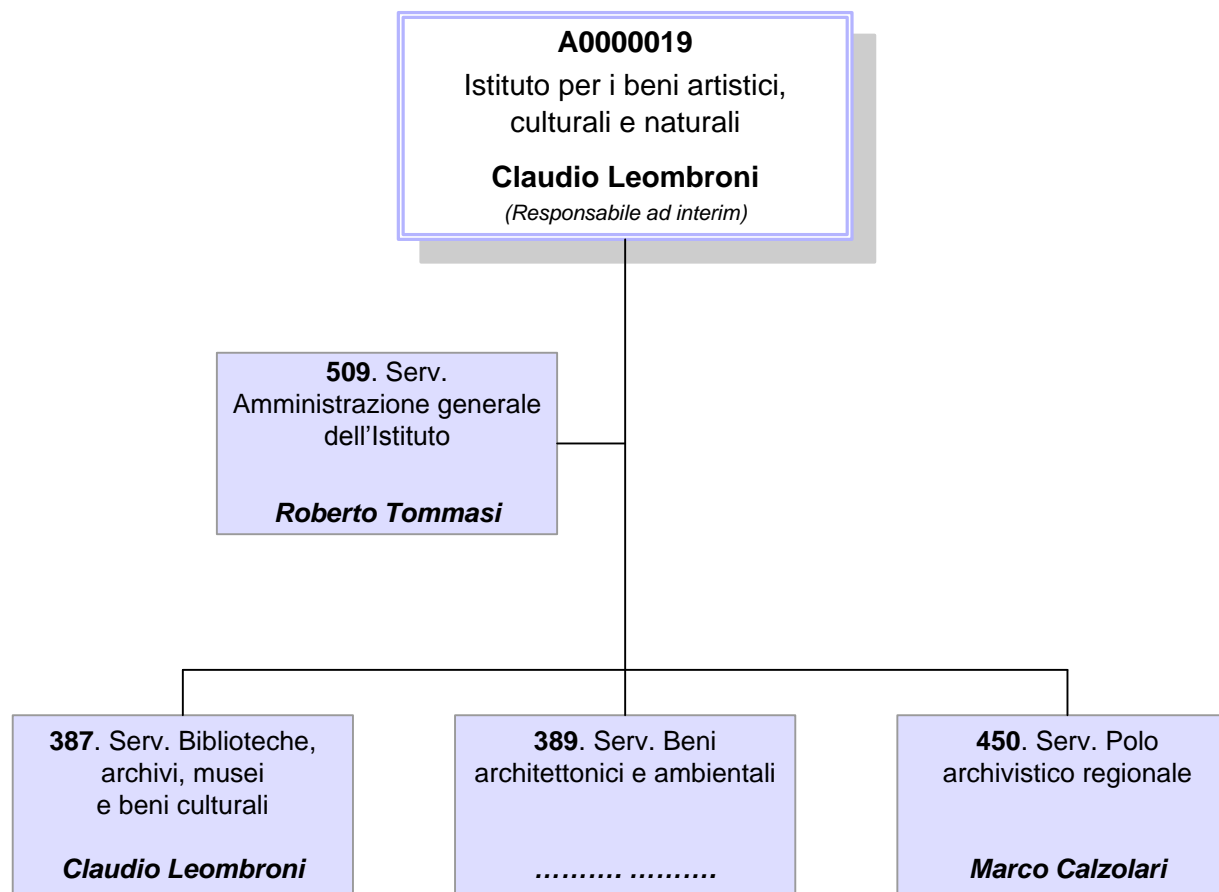 A0000019
Istituto per i beni artistici,
culturali e naturali
Claudio Leombroni
(Responsabile ad interim)
509. Serv.
Amministrazione generale
dell’Istituto
Roberto Tommasi
387. Serv. Biblioteche,
archivi, musei
e beni culturali
Claudio Leombroni
389. Serv. Beni
architettonici e ambientali
………. ……….
450. Serv. Polo
archivistico regionale
Marco Calzolari